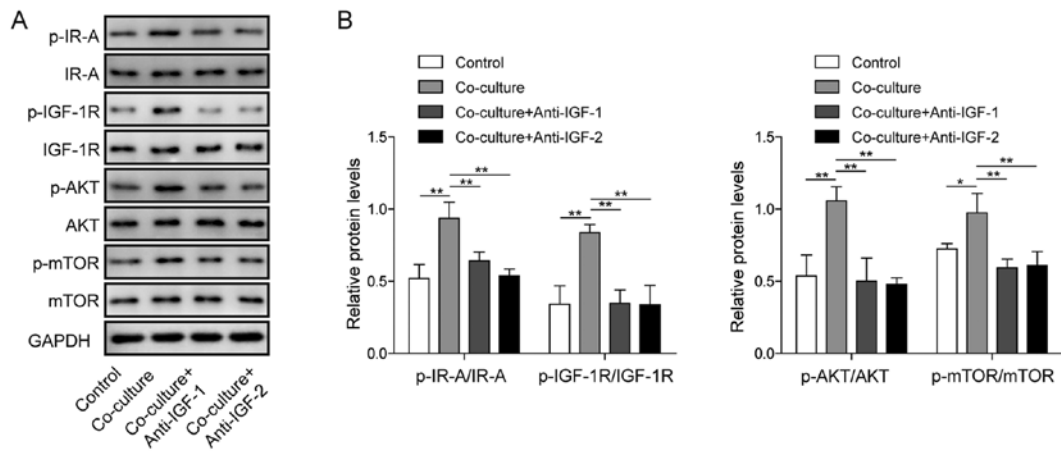 A
p-IR-A
IR-A
p-IGF-1R
IGF-1R
p-AKT
AKT
p-mTOR
mTOR
GAPDH
Control
Co-culture
Co-culture+
Anti-IGF-1
Co-culture+
Anti-IGF-2
B
Control
Co-culture
Co-culture+Anti-IGF-1
Co-culture+Anti-IGF-2
Relative protein levels
1.5
1.0
0.5
0.0
** ** **
** ** **
p-IR-A/IR-A
p-IGF-1R/IGF-1R
Control
Co-culture
Co-culture+Anti-IGF-1
Co-culture+Anti-IGF-2
Relative protein levels
1.5
1.0
0.5
0.0
** ** **
* ** **
p-AKT/AKT
p-mTOR/mTOR